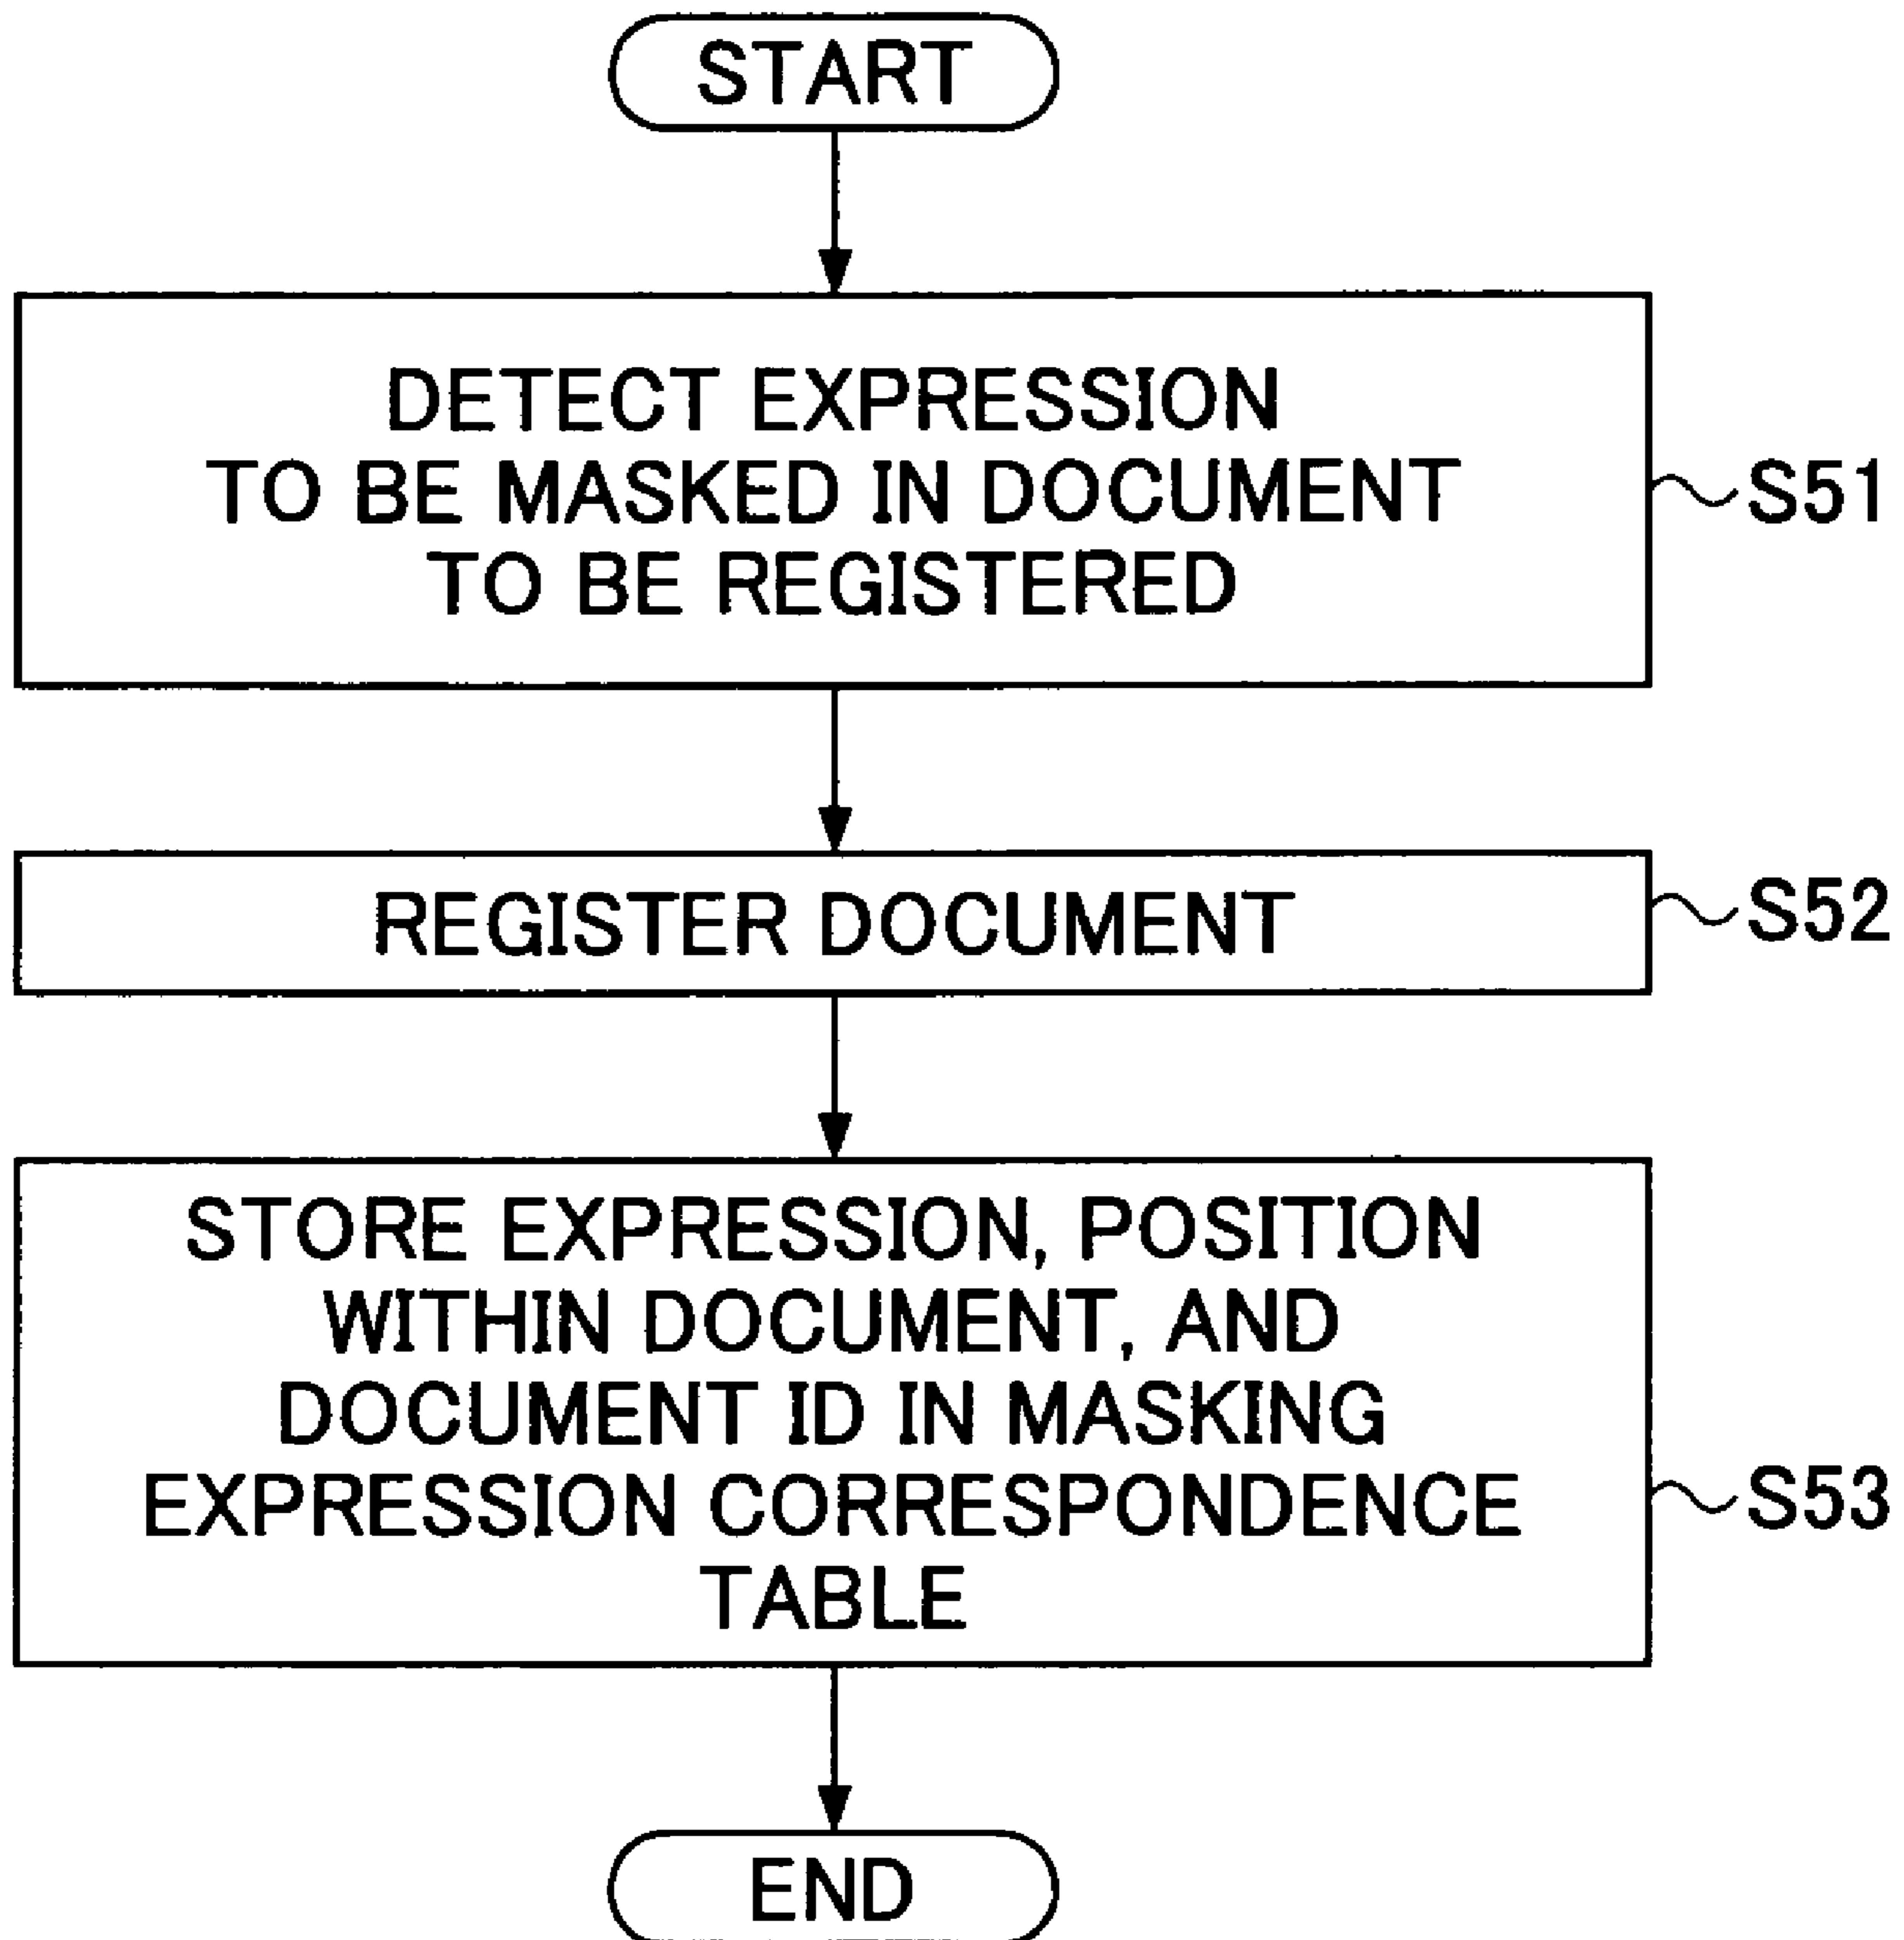 START
DETECT EXPRESSION
TO BE MASKED IN DOCUMENT
TO BE REGISTERED
S51
REGISTER DOCUMENT
S52
STORE EXPRESSION, POSITION
WITHIN DOCUMENT, AND
DOCUMENT ID IN MASKING
EXPRESSION CORRESPONDENCE
TABLE
S53
END